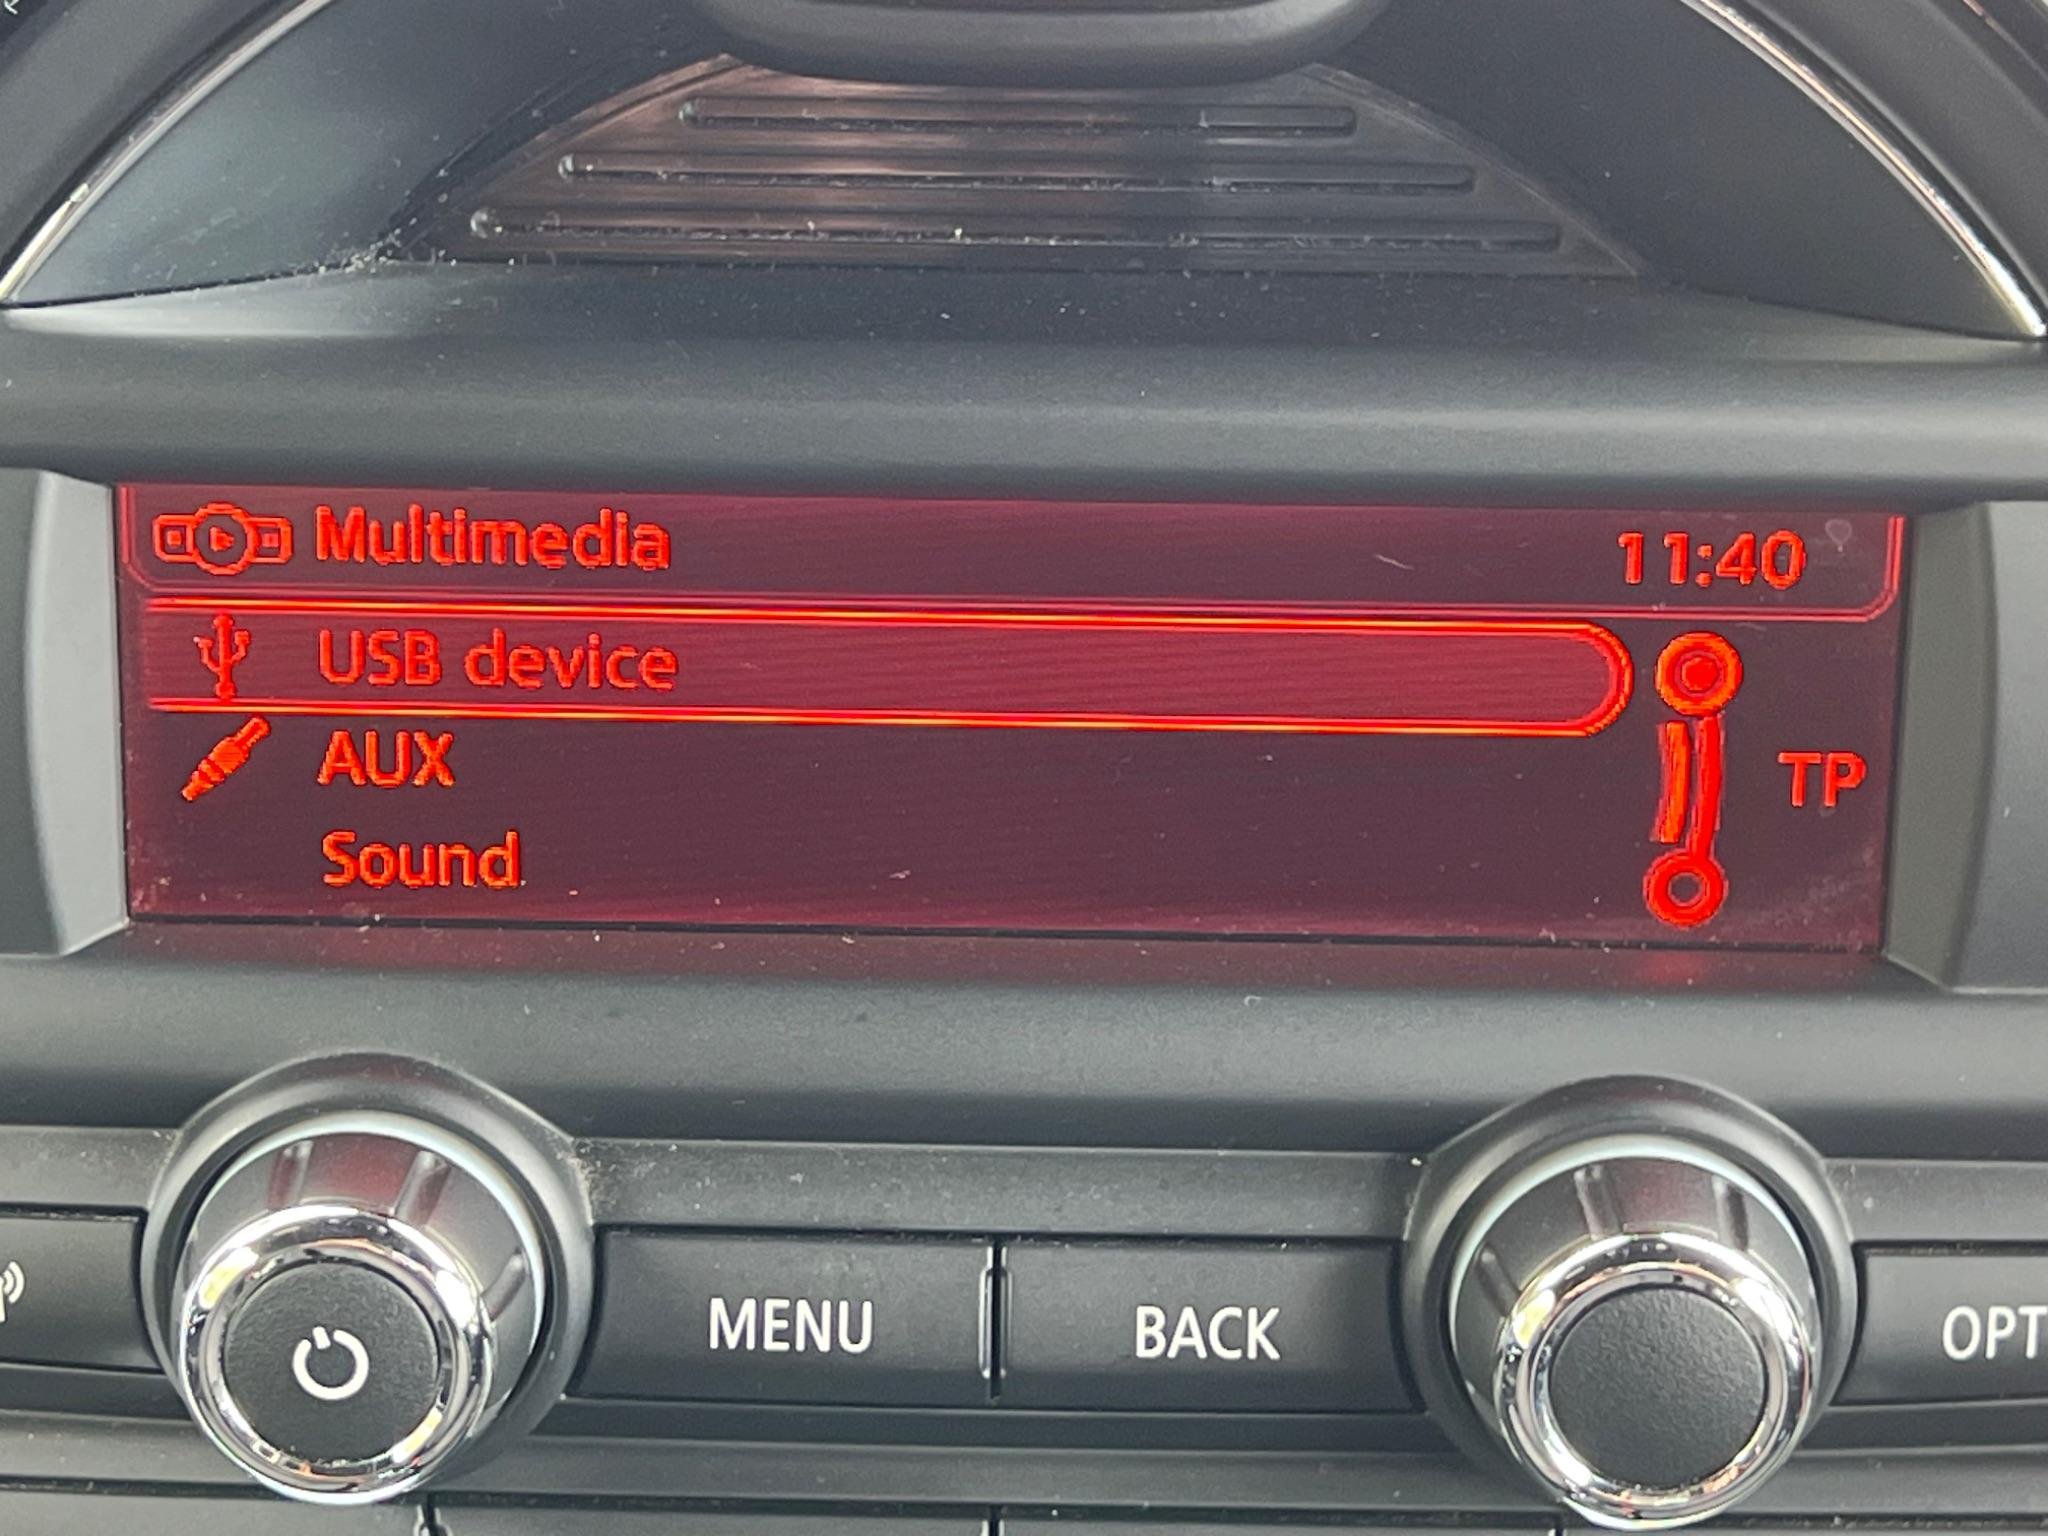 Multimedia 11:40
USB device
AUX TP
Sound
MENU BACK OPT